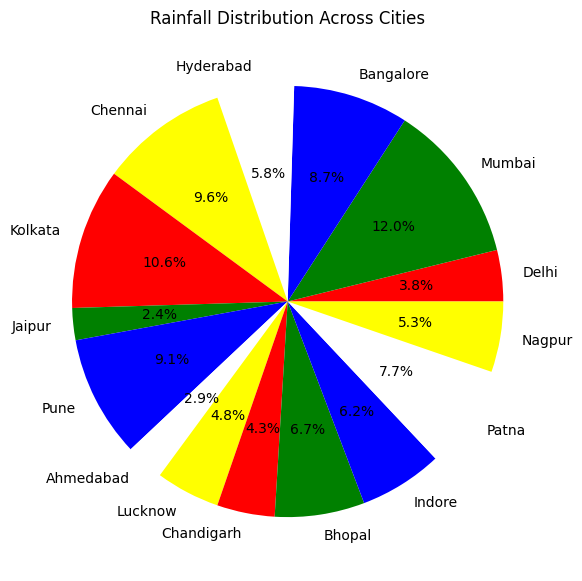 Rainfall Distribution Across Cities
Hyderabad
Bangalore
Chennai
Mumbai
5.8%
8.7%
9.6%
12.0%
Kolkata
10.6%
Delhi
3.8%
Jaipur
2.4%
5.3%
Nagpur
9.1%
7.7%
Pune
2.9%
4.8%
4.3%
6.7%
6.2%
Patna
Ahmedabad
Lucknow
Indore
Chandigarh
Bhopal